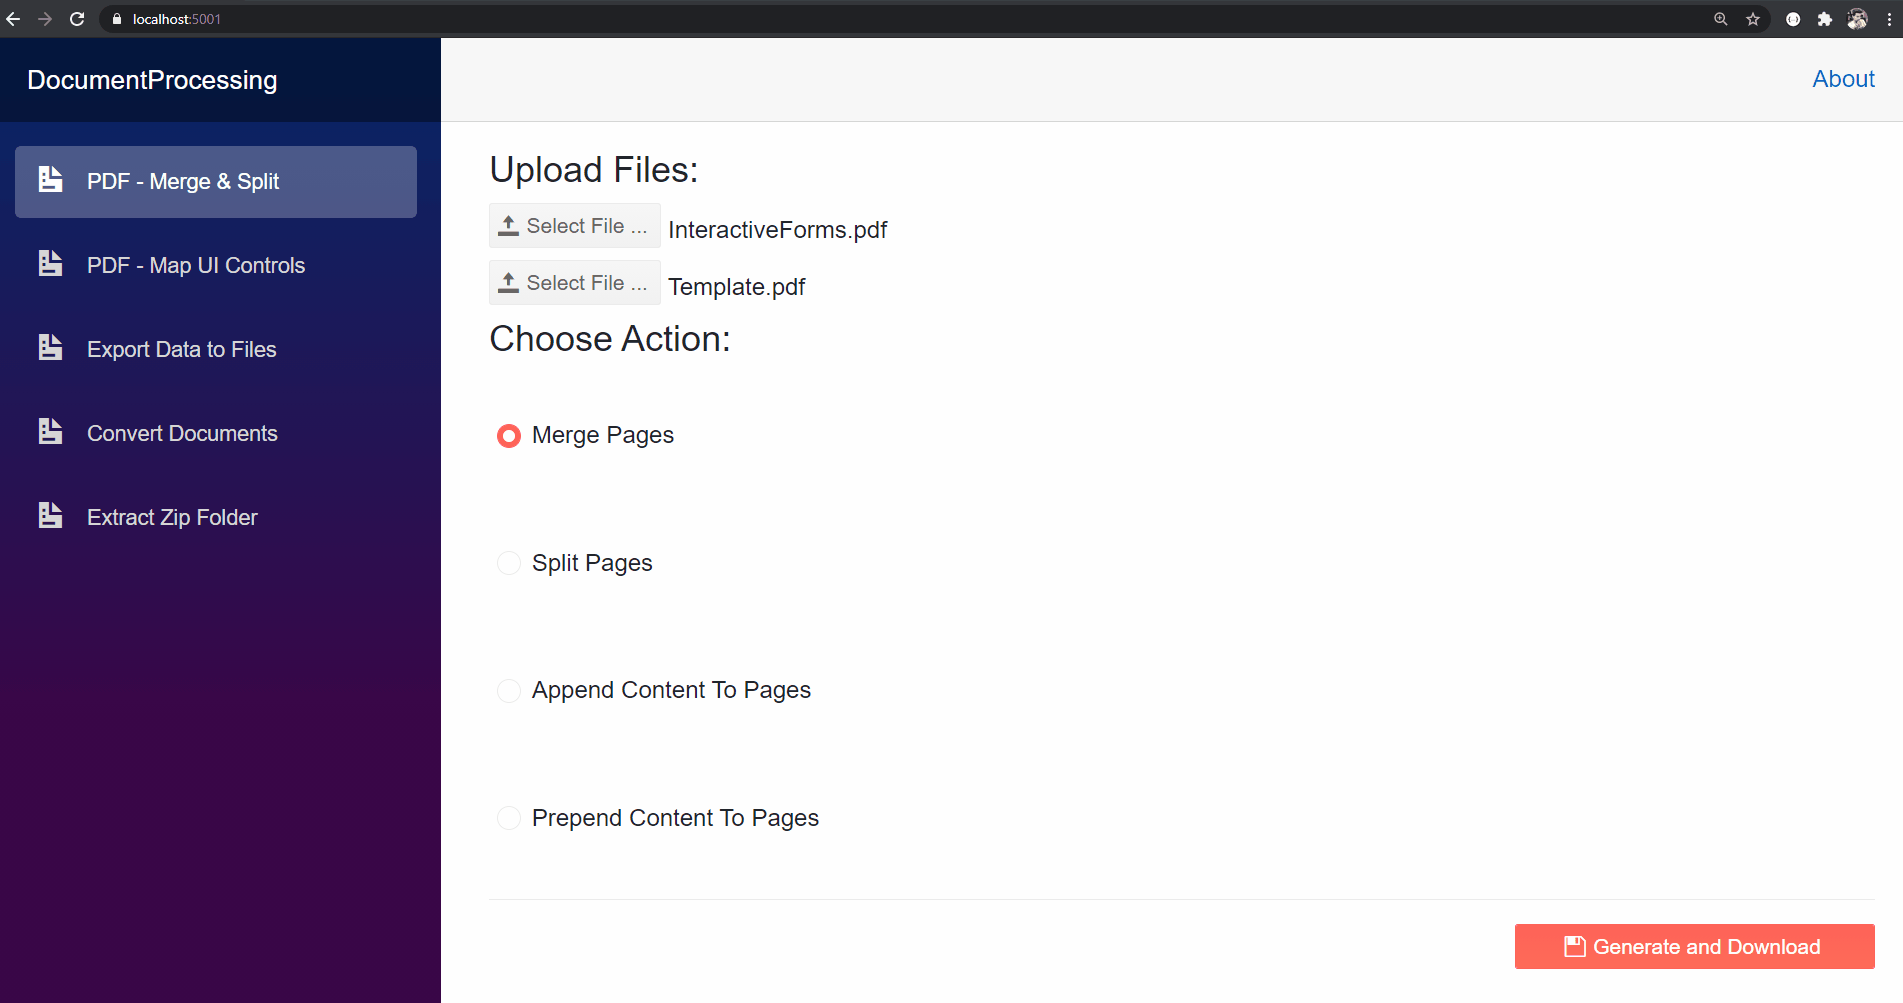 localhost:5001
DocumentProcessing
About
PDF - Merge & Split
PDF - Map UI Controls
Export Data to Files
Convert Documents
Extract Zip Folder
Upload Files:
Select File ... InteractiveForms.pdf
Select File ... Template.pdf
Choose Action:
Merge Pages
Split Pages
Append Content To Pages
Prepend Content To Pages
Generate and Download